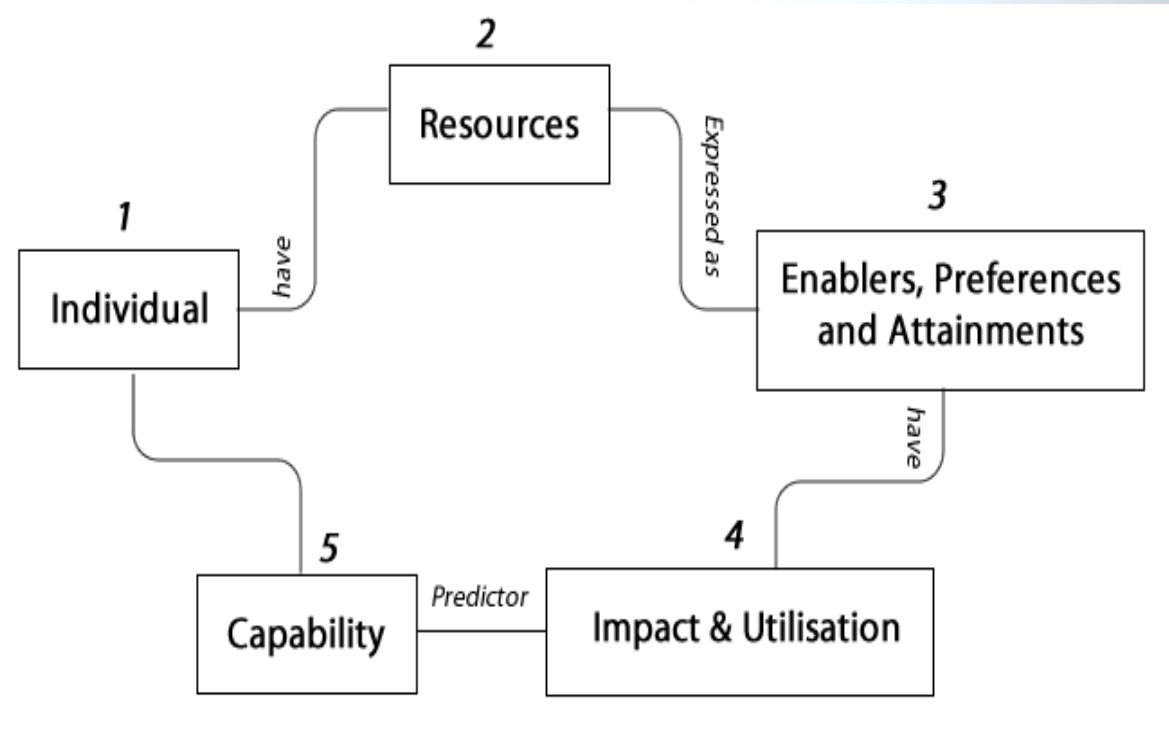 2
Resources
Expressed as
1
have
Individual
3
Enablers, Preferences
and Attainments
have
4
Impact & Utilisation
5
Predictor
Capability